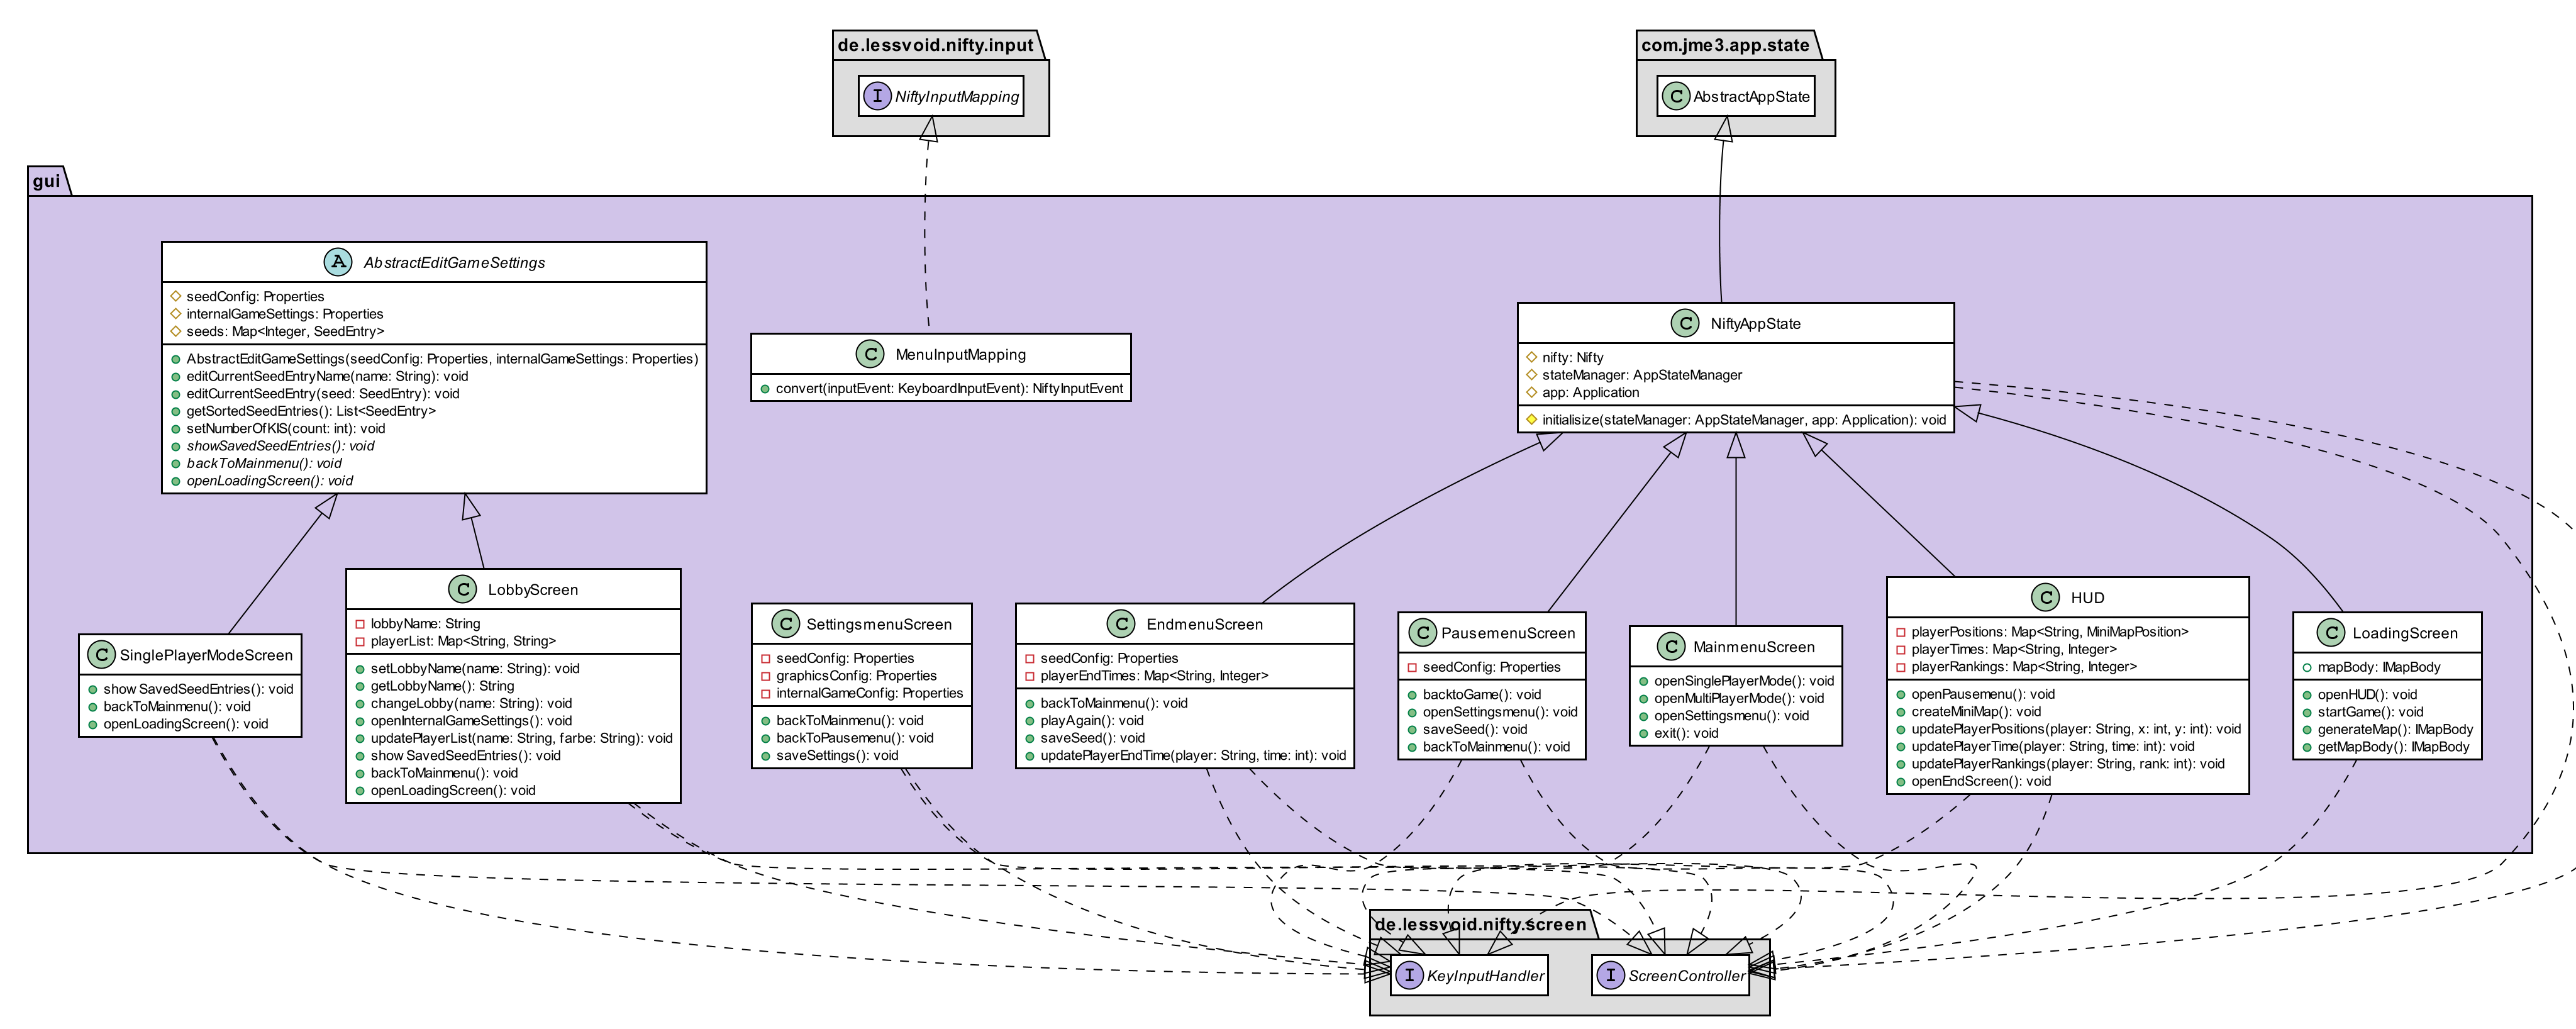 de.lessvoid.nifty.input
I NiftyInputMapping
com.jme3.app.state
C AbstractAppState
gui
A AbstractEditGameSettings
seedConfig: Properties
internalGameSettings: Properties
seeds: Map<Integer, SeedEntry>
AbstractEditGameSettings(seedConfig: Properties, internalGameSettings: Properties)
editCurrentSeedEntryName(name: String): void
editCurrentSeedEntry(seed: SeedEntry): void
getSortedSeedEntries(): List<SeedEntry>
setNumberOfKIS(count: int): void
showSavedSeedEntries(): void
backToMainmenu(): void
openLoadingScreen(): void
C MenuInputMapping
convert(inputEvent: KeyboardInputEvent): NiftyInputEvent
C NiftyAppState
nifty: Nifty
stateManager: AppStateManager
app: Application
initialisize(stateManager: AppStateManager, app: Application): void
C SinglePlayerModeScreen
show SavedSeedEntries(): void
backToMainmenu(): void
openLoadingScreen(): void
C LobbyScreen
lobbyName: String
playerList: Map<String, String>
setLobbyName(name: String): void
getLobbyName(): String
changeLobby(name: String): void
openInternalGameSettings(): void
updatePlayerList(name: String, farbe: String): void
show SavedSeedEntries(): void
backToMainmenu(): void
openLoadingScreen(): void
C SettingsmenuScreen
seedConfig: Properties
graphicsConfig: Properties
internalGameConfig: Properties
backToMainmenu(): void
backToPausemenu(): void
saveSettings(): void
C EndmenuScreen
seedConfig: Properties
playerEndTimes: Map<String, Integer>
backToMainmenu(): void
playAgain(): void
saveSeed(): void
updatePlayerEndTime(player: String, time: int): void
C PausemenuScreen
seedConfig: Properties
backtoGame(): void
openSettingsmenu(): void
saveSeed(): void
backToMainmenu(): void
C MainmenuScreen
openSinglePlayerMode(): void
openMultiPlayerMode(): void
openSettingsmenu(): void
exit(): void
C HUD
playerPositions: Map<String, MiniMapPosition>
playerTimes: Map<String, Integer>
playerRankings: Map<String, Integer>
openPausemenu(): void
createMiniMap(): void
updatePlayerPositions(player: String, x: int, y: int): void
updatePlayerTime(player: String, time: int): void
updatePlayerRankings(player: String, rank: int): void
openEndScreen(): void
C LoadingScreen
mapBody: IMapBody
openHUD(): void
startGame(): void
generateMap(): IMapBody
getMapBody(): IMapBody
de.lessvoid.nifty.screen
I KeyInputHandler
I ScreenController